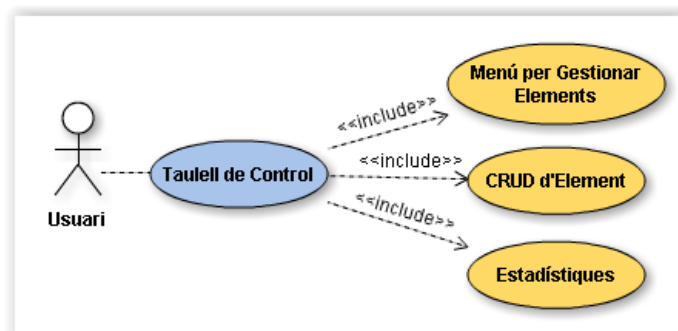 Menú per Gestionar
Elements
<<include>>
Taulell de Control
<<include>>
CRUD d'Element
<<include>>
Usuari
Estadístiques